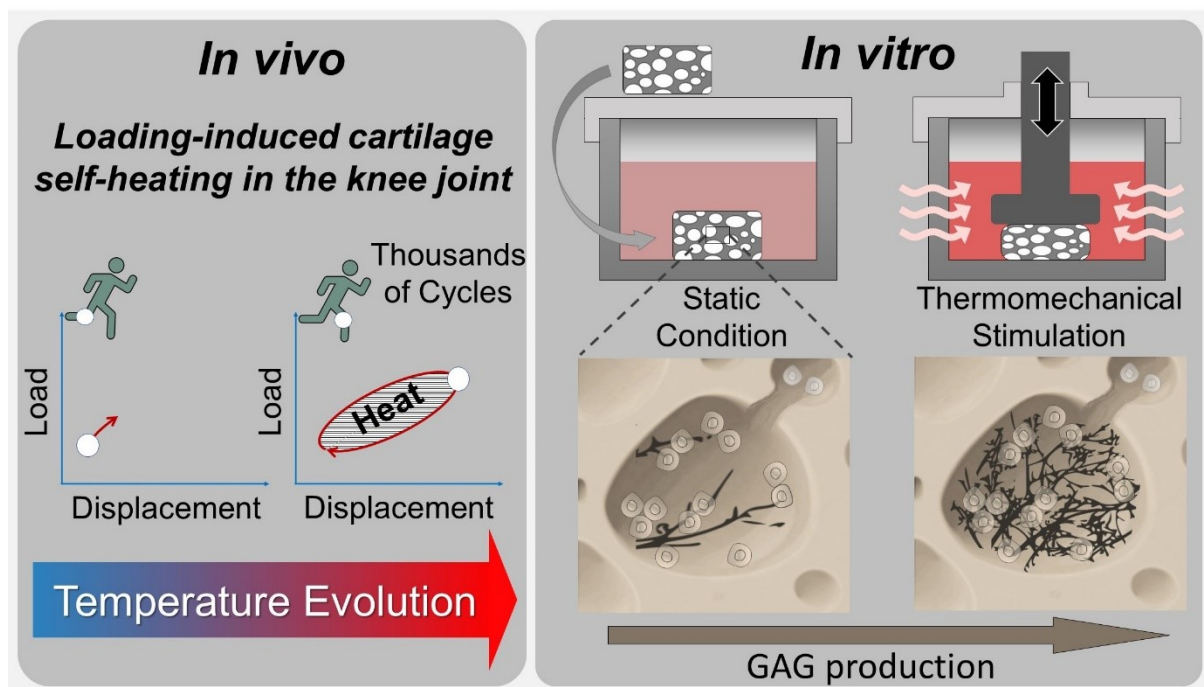 In vivo
Loading-induced cartilage
self-heating in the knee joint
Thousands
of Cycles
Load
Displacement
Load
Heat
Displacement
Temperature Evolution
In vitro
Static
Condition
Thermomechanical
Stimulation
GAG production